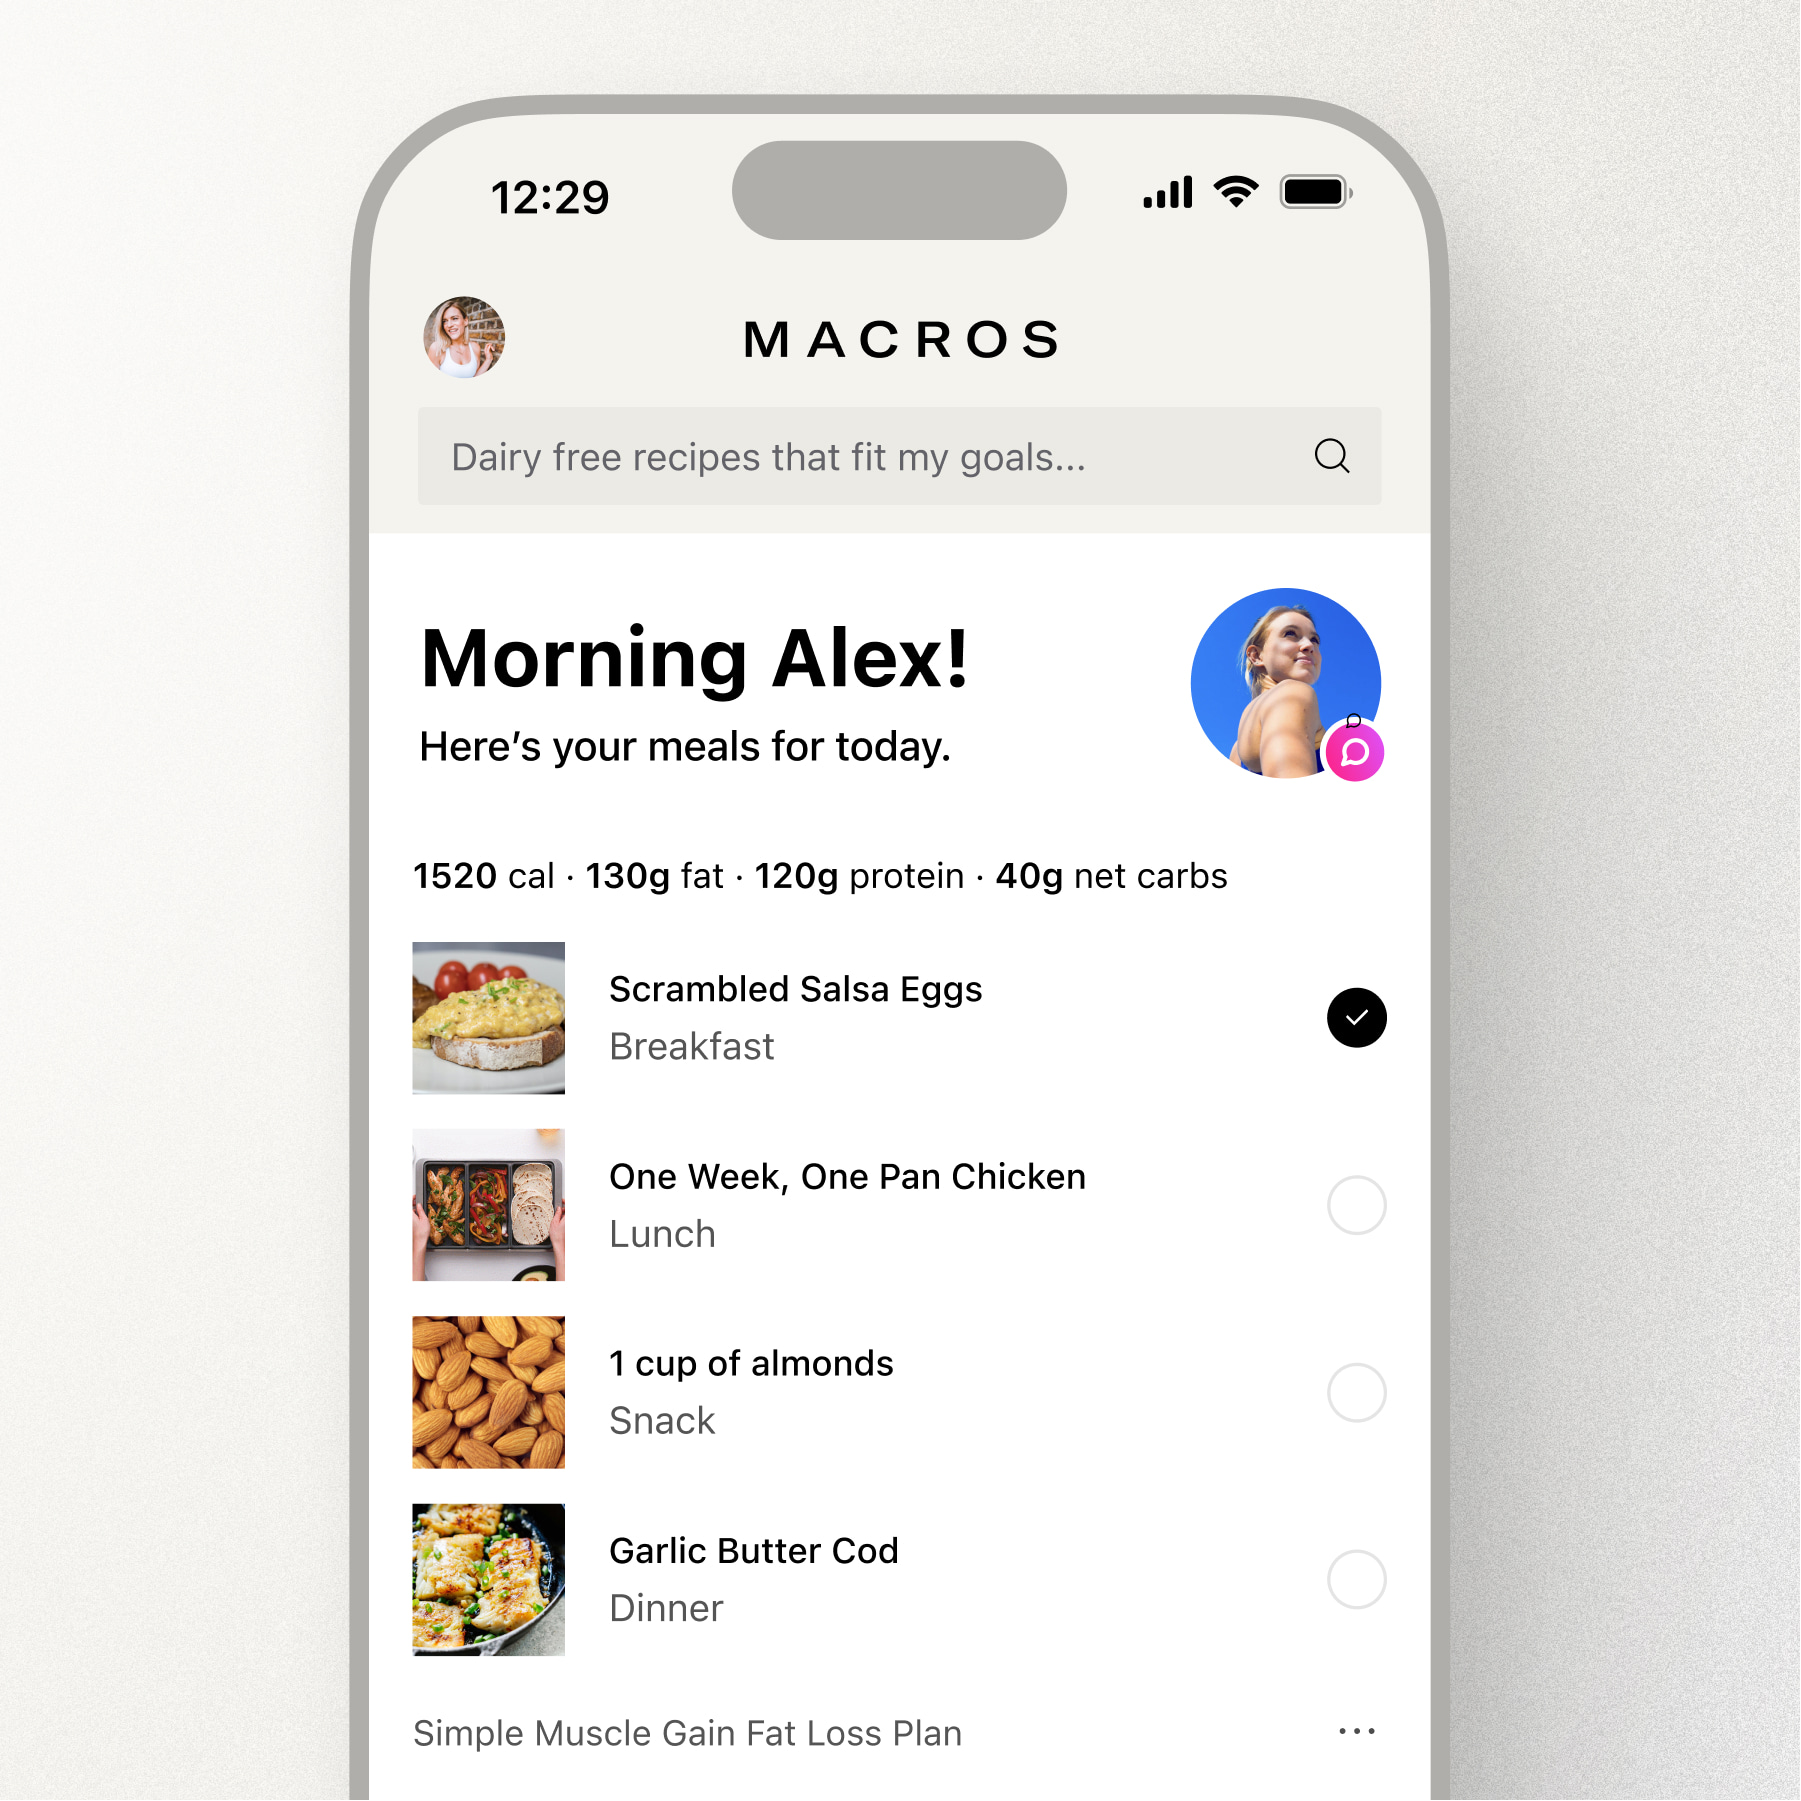 12:29
MACROS
Dairy free recipes that fit my goals...
Morning Alex!
Here’s your meals for today.
1520 cal · 130g fat · 120g protein · 40g net carbs
Scrambled Salsa Eggs
Breakfast
One Week, One Pan Chicken
Lunch
1 cup of almonds
Snack
Garlic Butter Cod
Dinner
Simple Muscle Gain Fat Loss Plan